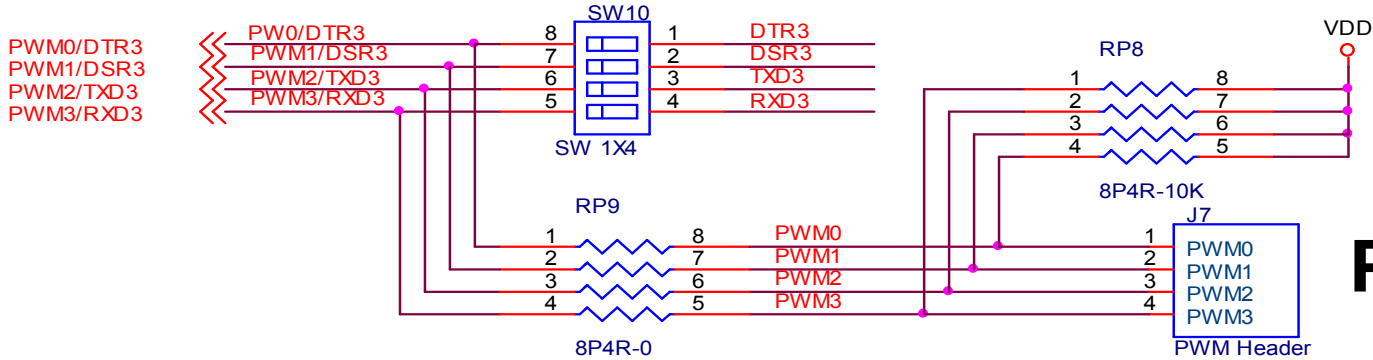 SW10
VDD
PWM0/DTR3
PW0/DTR3
8
1
DTR3
PWM1/DSR3
PWM1/DSR3
7
2
DSR3
PWM2/TXD3
PWM2/TXD3
6
3
TXD3
PWM3/RXD3
PWM3/RXD3
5
4
RXD3
SW 1X4
RP8
1
8
2
7
3
6
4
5
8P4R-10K
RP9
1
8
PWM0
2
7
PWM1
3
6
PWM2
4
5
PWM3
8P4R-0
J7
1
PWM0
2
PWM1
3
PWM2
4
PWM3
PWM Header